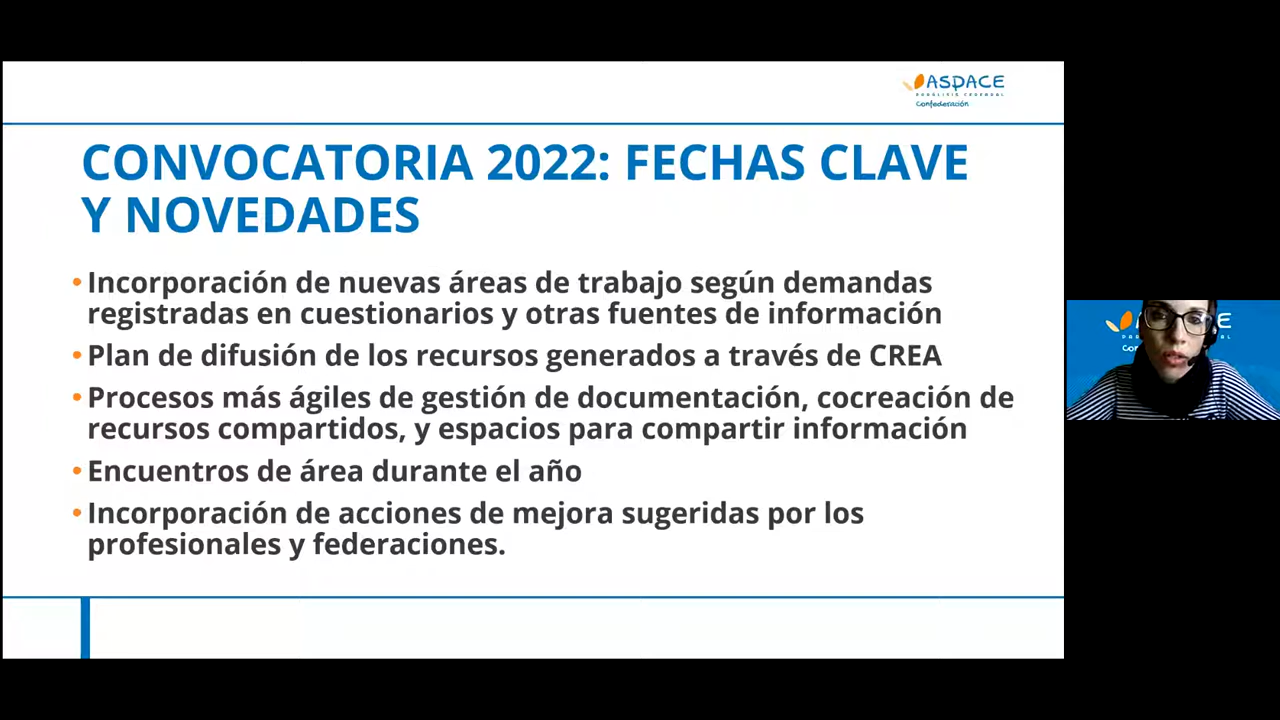 ASPACE
PARÁLISIS CEREBRAL
Confederación
CONVOCATORIA 2022: FECHAS CLAVE
Y NOVEDADES
• Incorporación de nuevas áreas de trabajo según demandas
registradas en cuestionarios y otras fuentes de información
• Plan de difusión de los recursos generados a través de CREA
• Procesos más ágiles de gestión de documentación, cocreación de
recursos compartidos, y espacios para compartir información
• Encuentros de área durante el año
• Incorporación de acciones de mejora sugeridas por los
profesionales y federaciones.